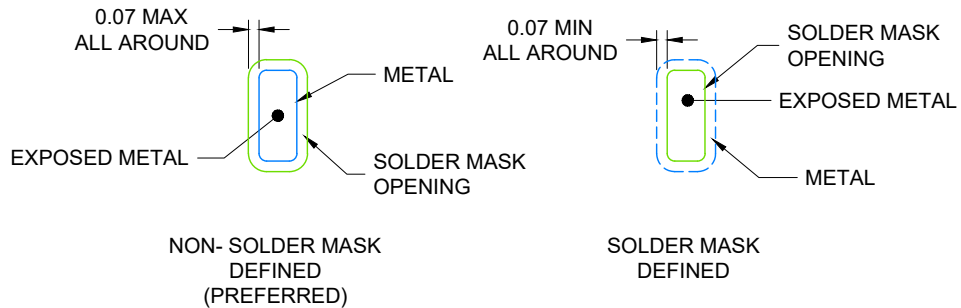 0.07 MAX
ALL AROUND
METAL
EXPOSED METAL
SOLDER MASK
OPENING
NON- SOLDER MASK
DEFINED
(PREFERRED)
0.07 MIN
ALL AROUND
SOLDER MASK
OPENING
EXPOSED METAL
METAL
SOLDER MASK
DEFINED